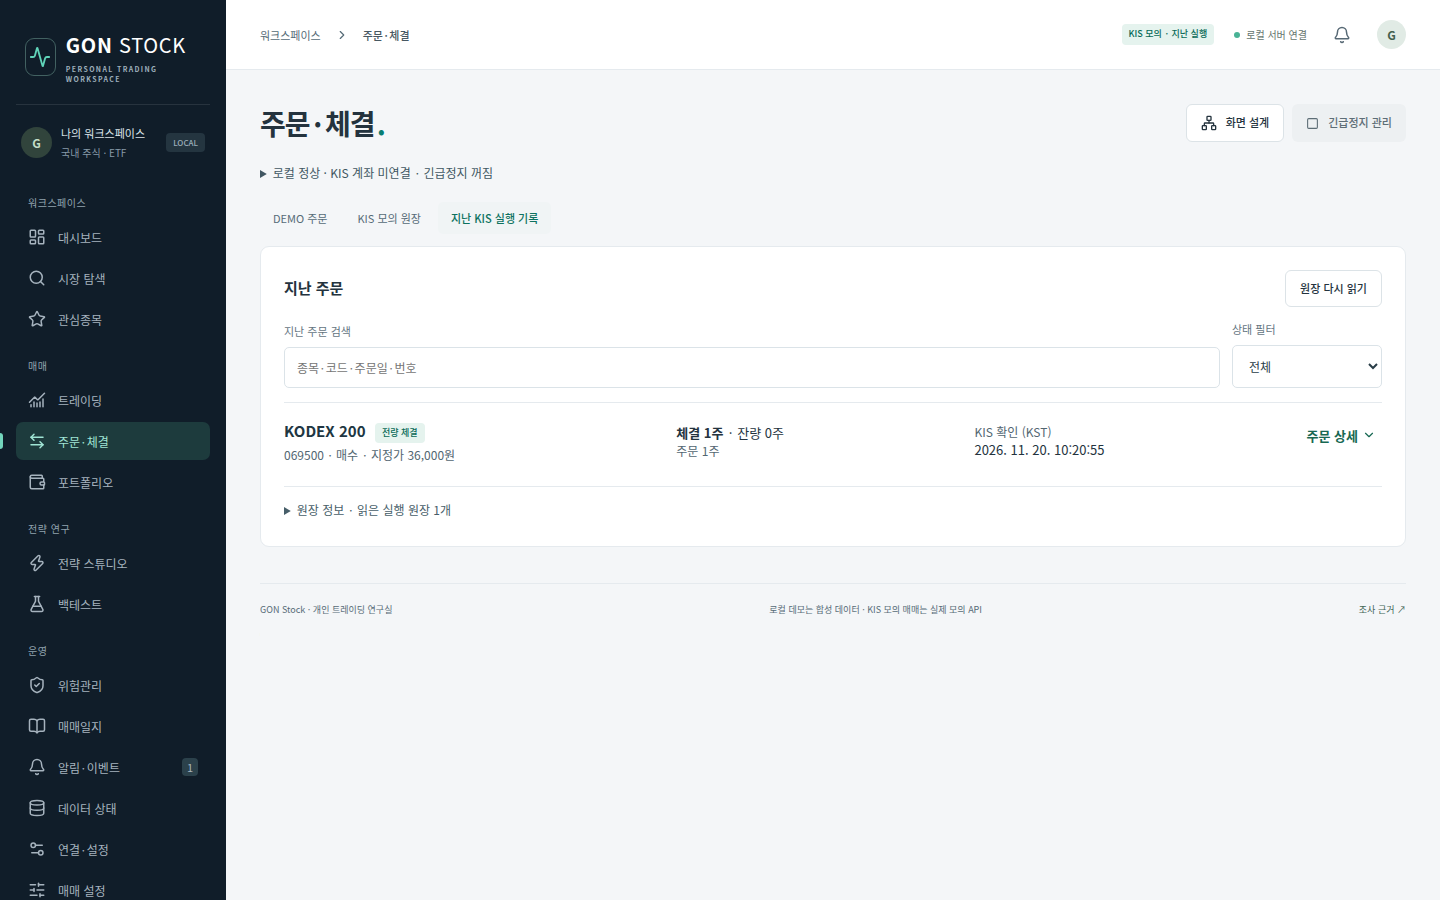 GON STOCK
PERSONAL TRADING
WORKSPACE
G
나의 워크스페이스
국내 주식 · ETF
LOCAL
워크스페이스
대시보드
시장 탐색
관심종목
매매
트레이딩
주문·체결
포트폴리오
전략 연구
전략 스튜디오
백테스트
운영
위험관리
매매일지
알림·이벤트
1
데이터 상태
연결·설정
매매 설정
워크스페이스
주문·체결
KIS 모의 · 지난 실행
로컬 서버 연결
G
주문·체결.
화면 설계
긴급정지 관리
로컬 정상 · KIS 계좌 미연결 · 긴급정지 꺼짐
DEMO 주문
KIS 모의 원장
지난 KIS 실행 기록
지난 주문
원장 다시 읽기
지난 주문 검색
상태 필터
종목·코드·주문일·번호
전체
KODEX 200
전량 체결
069500 · 매수 · 지정가 36,000원
체결 1주 · 잔량 0주
주문 1주
KIS 확인 (KST)
2026. 11. 20. 10:20:55
주문 상세
원장 정보 · 읽은 실행 원장 1개
GON Stock · 개인 트레이딩 연구실
로컬 데모는 합성 데이터 · KIS 모의 매매는 실제 모의 API
조사 근거 ↗